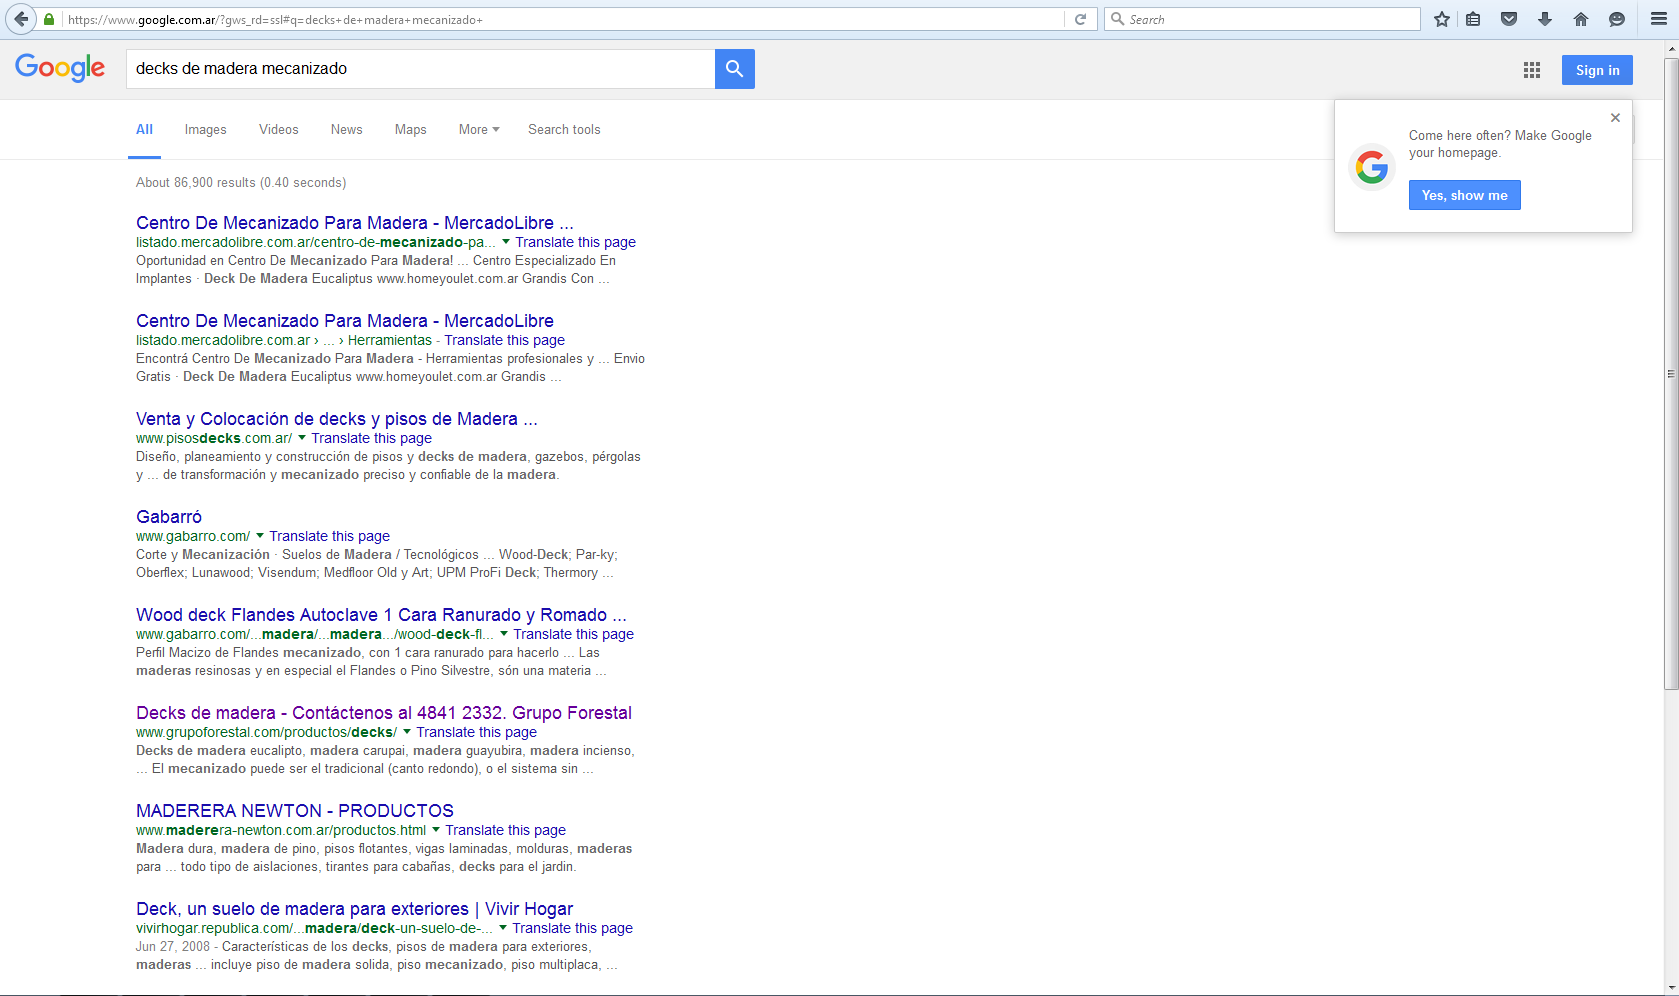 https://www.google.com.ar/?gws_rd=ssl#q=decks+de+madera+mecanizado+
Search
Google
decks de madera mecanizado
Sign in
All Images Videos News Maps More Search tools
Come here often? Make Google
your homepage.
Yes, show me
About 86,900 results (0.40 seconds)
Centro De Mecanizado Para Madera - MercadoLibre ...
listado.mercadolibre.com.ar/centro-de-mecanizado-pa... Translate this page
Oportunidad en Centro De Mecanizado Para Madera! ... Centro Especializado En
Implantes · Deck De Madera Eucaliptus www.homeyoulet.com.ar Grandis Con ...
Centro De Mecanizado Para Madera - MercadoLibre
listado.mercadolibre.com.ar › ... › Herramientas - Translate this page
Encontrá Centro De Mecanizado Para Madera - Herramientas profesionales y ... Envio
Gratis · Deck De Madera Eucaliptus www.homeyoulet.com.ar Grandis ...
Venta y Colocación de decks y pisos de Madera ...
www.pisosdecks.com.ar/ Translate this page
Diseño, planeamiento y construcción de pisos y decks de madera, gazebos, pérgolas
y ... de transformación y mecanizado preciso y confiable de la madera.
Gabarró
www.gabarro.com/ Translate this page
Corte y Mecanización · Suelos de Madera / Tecnológicos ... Wood-Deck; Par-ky;
Oberflex; Lunawood; Visendum; Medfloor Old y Art; UPM ProFi Deck; Thermory ...
Wood deck Flandes Autoclave 1 Cara Ranurado y Romado ...
www.gabarro.com/...madera/...madera.../wood-deck-fl... Translate this page
Perfil Macizo de Flandes mecanizado, con 1 cara ranurado para hacerlo ... Las
maderas resinosas y en especial el Flandes o Pino Silvestre, són una materia ...
Decks de madera - Contáctenos al 4841 2332. Grupo Forestal
www.grupoforestal.com/productos/decks/ Translate this page
Decks de madera eucalipto, madera carupai, madera guayubira, madera incienso,
... El mecanizado puede ser el tradicional (canto redondo), o el sistema sin ...
MADERERA NEWTON - PRODUCTOS
www.maderera-newton.com.ar/productos.html Translate this page
Madera dura, madera de pino, pisos flotantes, vigas laminadas, molduras, maderas
para ... todo tipo de aislaciones, tirantes para cabañas, decks para el jardin.
Deck, un suelo de madera para exteriores | Vivir Hogar
vivirhogar.republica.com/...madera/deck-un-suelo-de-... Translate this page
Jun 27, 2008 - Características de los decks, pisos de madera para exteriores,
maderas ... incluye piso de madera solida, piso mecanizado, piso multiplaca, ...